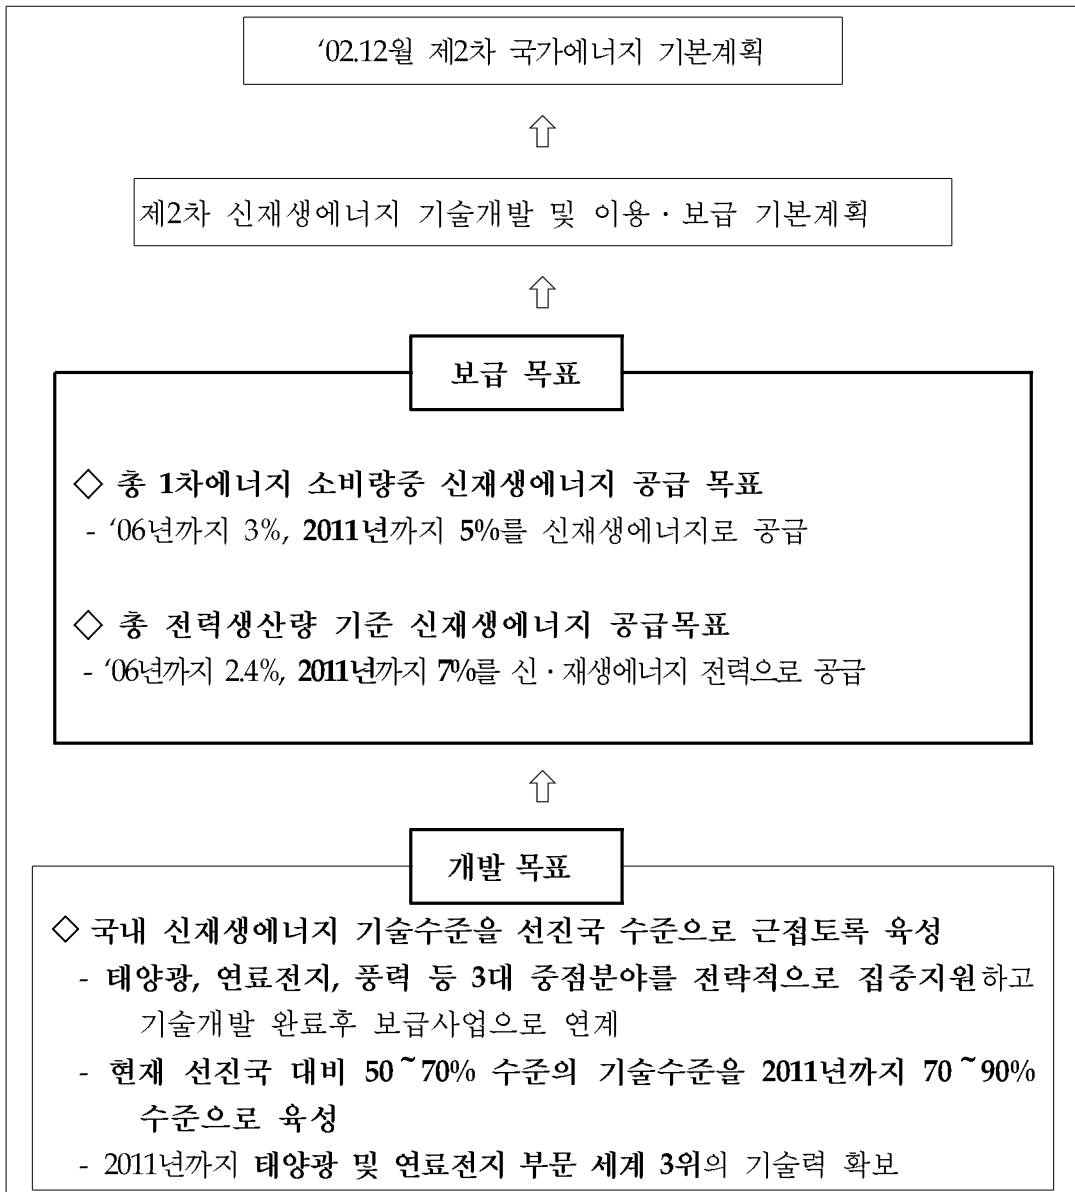 ‘02.12월 제2차 국가에너지 기본계획
⇧
제2차 신재생에너지 기술개발 및 이용 · 보급 기본계획
⇧
보급 목표
◇ 총 1차에너지 소비량중 신재생에너지 공급 목표
- ‘06년까지 3%, 2011년까지 5%를 신재생에너지로 공급
◇ 총 전력생산량 기준 신재생에너지 공급목표
- ‘06년까지 2.4%, 2011년까지 7%를 신 · 재생에너지 전력으로 공급
⇧
개발 목표
◇ 국내 신재생에너지 기술수준을 선진국 수준으로 근접토록 육성
- 태양광, 연료전지, 풍력 등 3대 중점분야를 전략적으로 집중지원하고
기술개발 완료후 보급사업으로 연계
- 현재 선진국 대비 50~70% 수준의 기술수준을 2011년까지 70~90%
수준으로 육성
- 2011년까지 태양광 및 연료전지 부문 세계 3위의 기술력 확보